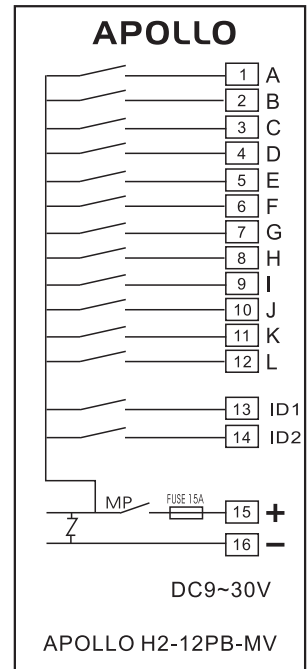 APOLLO
1 A
2 B
3 C
4 D
5 E
6 F
7 G
8 H
9 I
10 J
11 K
12 L
13 ID1
14 ID2
MP FUSE 15A 15 +
16 −
DC9~30V
APOLLO H2-12PB-MV